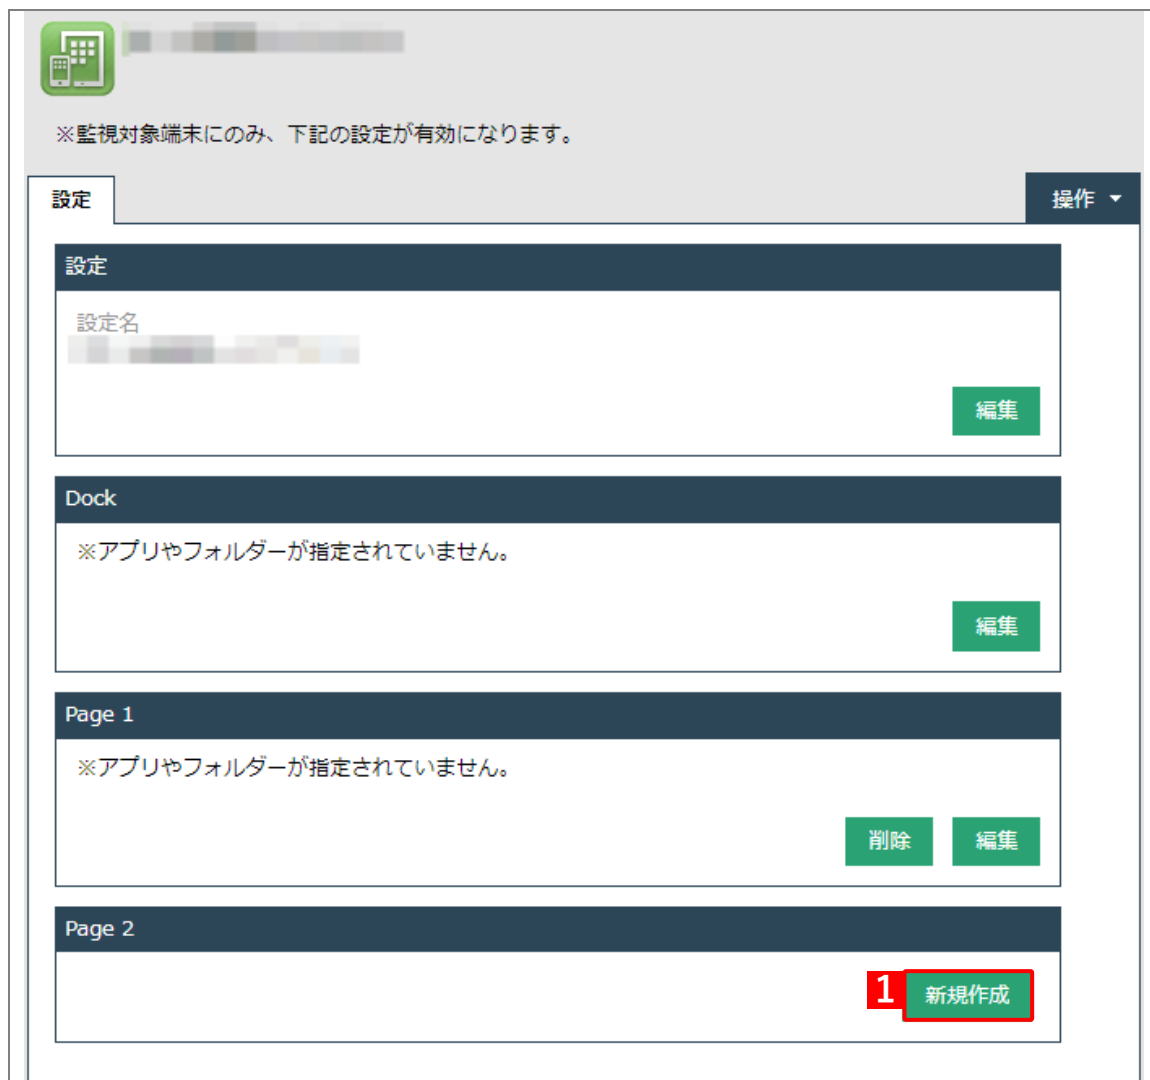 ※監視対象端末にのみ、下記の設定が有効になります。
設定
操作
設定
設定名
編集
Dock
※アプリやフォルダーが指定されていません。
編集
Page 1
※アプリやフォルダーが指定されていません。
削除 編集
Page 2
1 新規作成